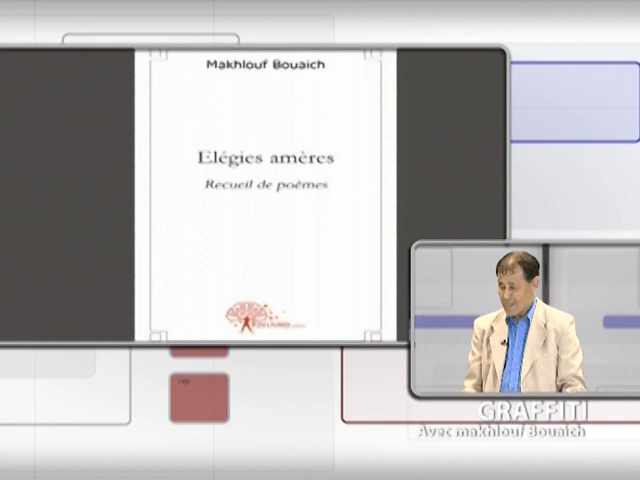 Makhlouf Bouaich
Elégies amères
Recueil de poèmes
GRAFFITI
Avec makhlouf Bouaich